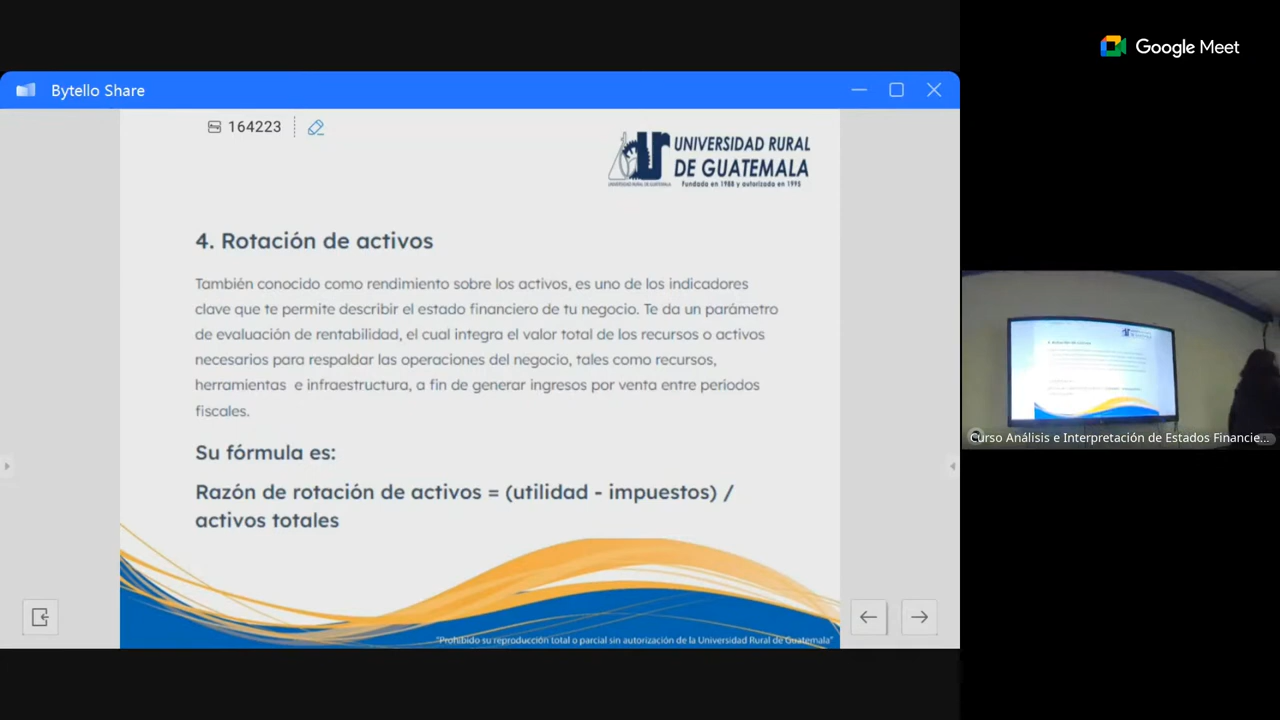 Google Meet
Bytello Share
164223
UNIVERSIDAD RURAL
DE GUATEMALA
Fundada en 1988 y autorizada en 1995
4. Rotación de activos
También conocido como rendimiento sobre los activos, es uno de los indicadores
clave que te permite describir el estado financiero de tu negocio. Te da un parámetro
de evaluación de rentabilidad, el cual integra el valor total de los recursos o activos
necesarios para respaldar las operaciones del negocio, tales como recursos,
herramientas e infraestructura, a fin de generar ingresos por venta entre periodos
fiscales.
Su fórmula es:
Razón de rotación de activos = (utilidad - impuestos) /
activos totales
"Prohibido su reproducción total o parcial sin autorización de la Universidad Rural de Guatemala"
Curso Análisis e Interpretación de Estados Financie...